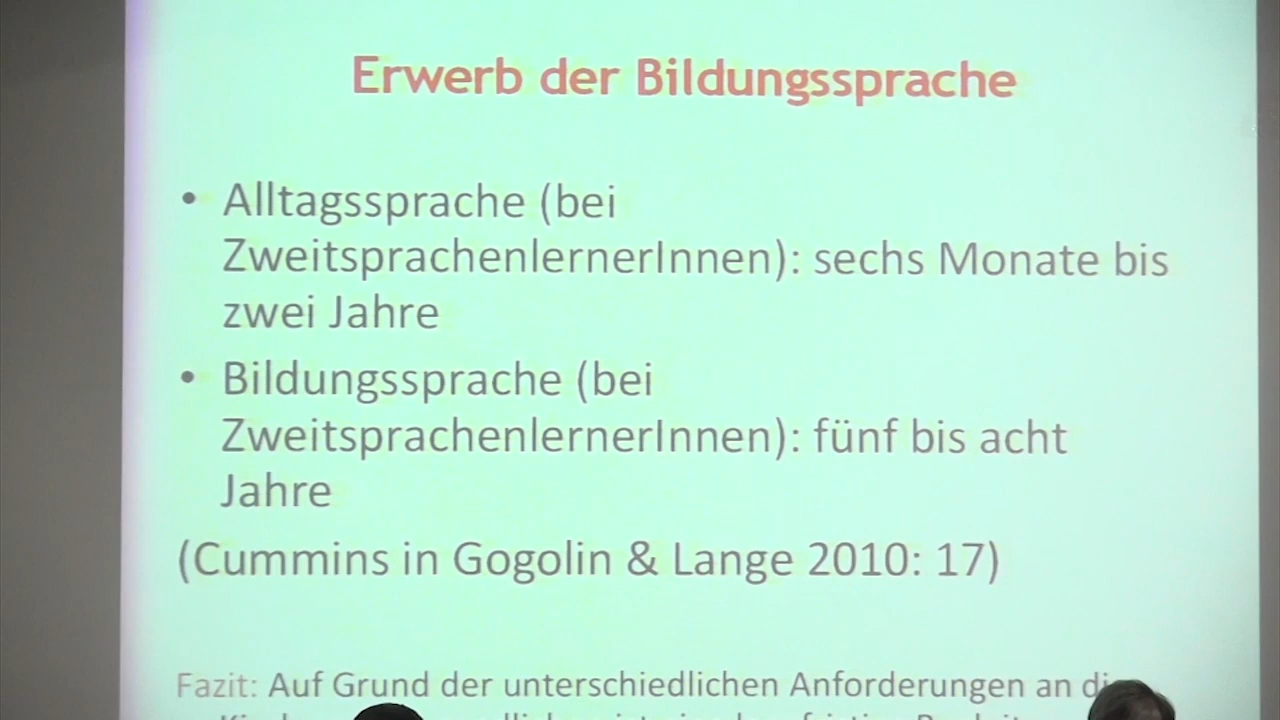 Erwerb der Bildungssprache
• Alltagssprache (bei
ZweitsprachenlernerInnen): sechs Monate bis
zwei Jahre
• Bildungssprache (bei
ZweitsprachenlernerInnen): fünf bis acht
Jahre
(Cummins in Gogolin & Lange 2010: 17)
Fazit: Auf Grund der unterschiedlichen Anforderungen an